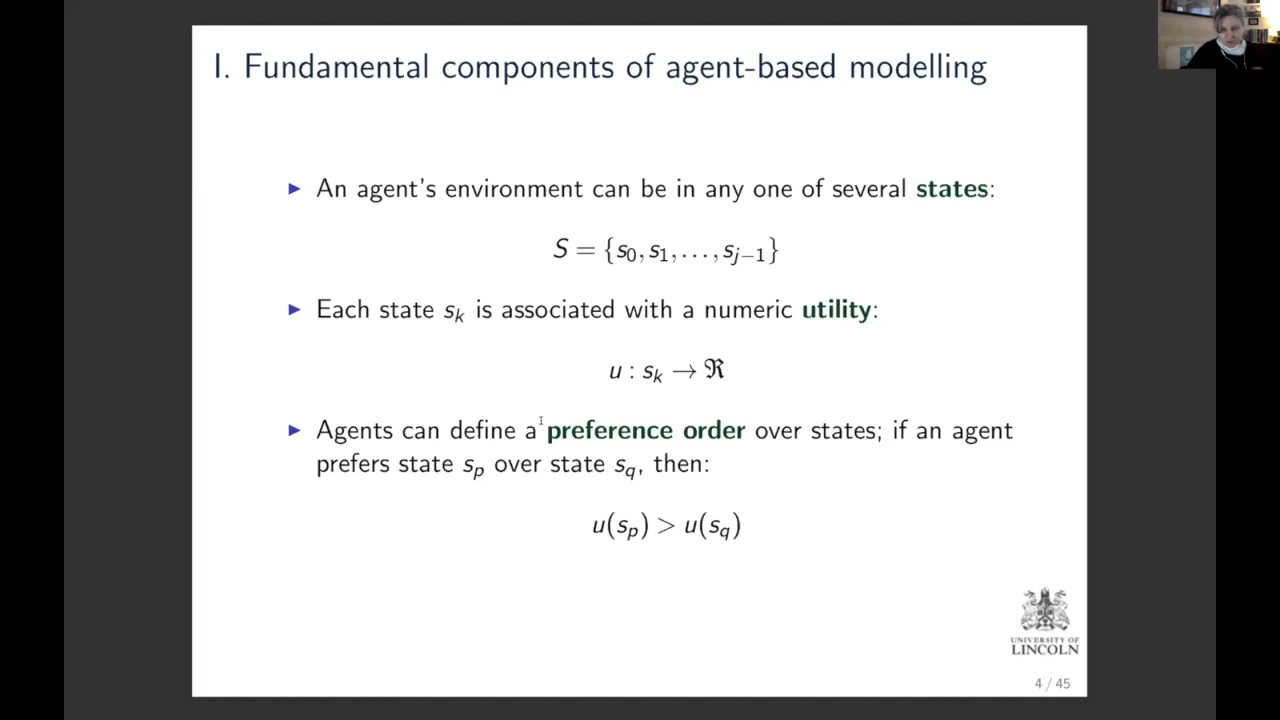 I. Fundamental components of agent-based modelling
▶ An agent's environment can be in any one of several states:
S = {s₀, s₁, . . . , sⱼ₋₁}
▶ Each state sₖ is associated with a numeric utility:
u : sₖ → ℜ
▶ Agents can define a preference order over states; if an agent
prefers state sₚ over state s_q, then:
u(sₚ) > u(s_q)
UNIVERSITY OF
LINCOLN
4 / 45